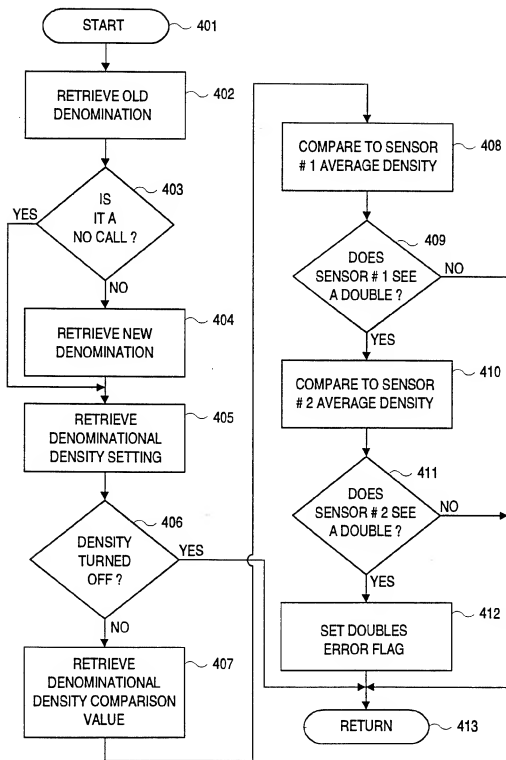 START
401
RETRIEVE OLD
DENOMINATION
402
403
IS
IT A
NO CALL ?
YES
NO
RETRIEVE NEW
DENOMINATION
404
RETRIEVE
DENOMINATIONAL
DENSITY SETTING
405
406
DENSITY
TURNED
OFF ?
YES
NO
RETRIEVE
DENOMINATIONAL
DENSITY COMPARISON
VALUE
407
COMPARE TO SENSOR
# 1 AVERAGE DENSITY
408
409
DOES
SENSOR # 1 SEE
A DOUBLE ?
NO
YES
COMPARE TO SENSOR
# 2 AVERAGE DENSITY
410
411
DOES
SENSOR # 2 SEE
A DOUBLE ?
NO
YES
SET DOUBLES
ERROR FLAG
412
RETURN
413